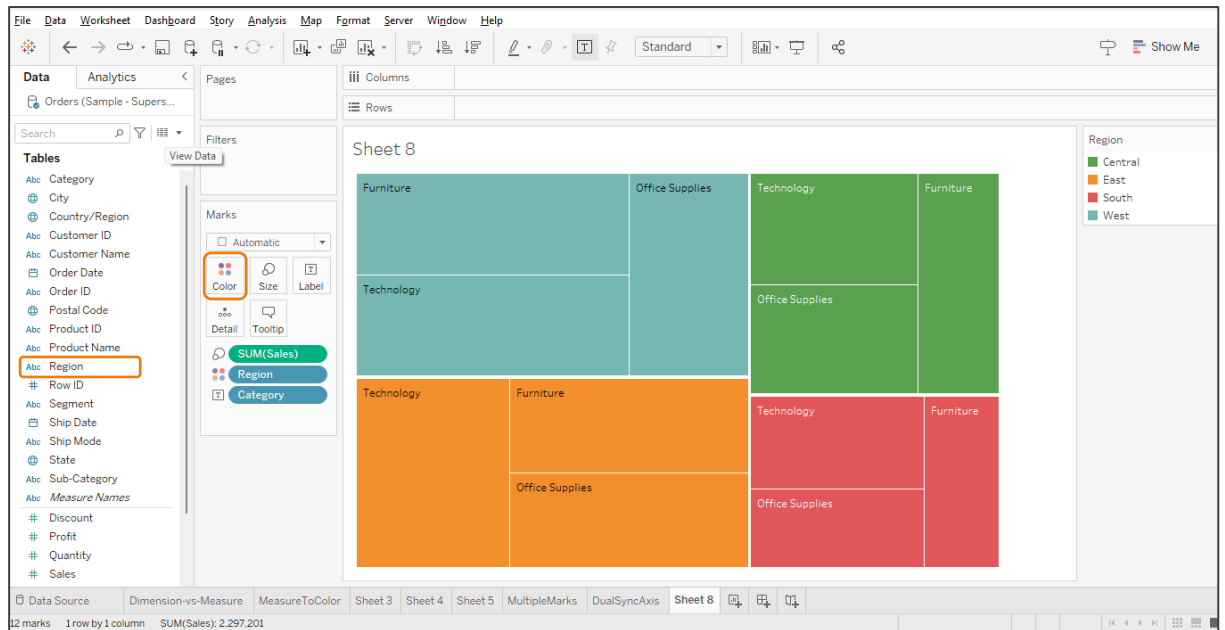 File Data Worksheet Dashboard Story Analysis Map Format Server Window Help
Standard
Show Me
Data Analytics
Orders (Sample - Supers...
Search
View Data
Tables
Abc Category
City
Country/Region
Abc Customer ID
Abc Customer Name
Order Date
Abc Order ID
Postal Code
Abc Product ID
Abc Product Name
Abc Region
# Row ID
Abc Segment
Ship Date
Abc Ship Mode
State
Abc Sub-Category
Abc Measure Names
# Discount
# Profit
# Quantity
# Sales
Pages
Filters
Marks
Automatic
Color Size Label
Detail Tooltip
SUM(Sales)
Region
T Category
Columns
Rows
Sheet 8
Furniture Office Supplies Technology Furniture
Technology
Office Supplies
Technology Furniture
Technology Furniture
Office Supplies
Office Supplies
Region
Central
East
South
West
Data Source Dimension-vs-Measure MeasureToColor Sheet 3 Sheet 4 Sheet 5 MultipleMarks DualSyncAxis Sheet 8
12 marks 1 row by 1 column SUM(Sales): 2,297,201